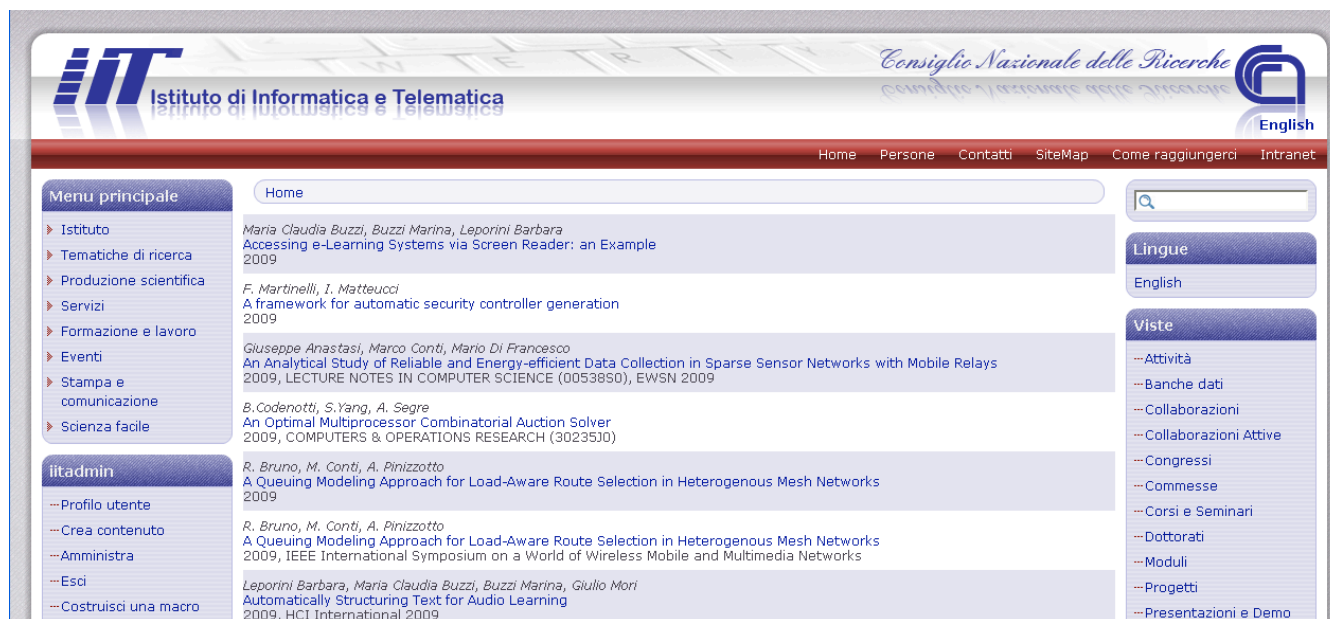 iiT
Istituto di Informatica e Telematica
Consiglio Nazionale delle Ricerche
English
Home Persone Contatti SiteMap Come raggiungerci Intranet
Menu principale
Istituto
Tematiche di ricerca
Produzione scientifica
Servizi
Formazione e lavoro
Eventi
Stampa e
comunicazione
Scienza facile
iitadmin
Profilo utente
Crea contenuto
Amministra
Esci
Costruisci una macro
Home
Maria Claudia Buzzi, Buzzi Marina, Leporini Barbara
Accessing e-Learning Systems via Screen Reader: an Example
2009
F. Martinelli, I. Matteucci
A framework for automatic security controller generation
2009
Giuseppe Anastasi, Marco Conti, Mario Di Francesco
An Analytical Study of Reliable and Energy-efficient Data Collection in Sparse Sensor Networks with Mobile Relays
2009, LECTURE NOTES IN COMPUTER SCIENCE (00538S0), EWSN 2009
B.Codenotti, S.Yang, A. Segre
An Optimal Multiprocessor Combinatorial Auction Solver
2009, COMPUTERS & OPERATIONS RESEARCH (30235J0)
R. Bruno, M. Conti, A. Pinizzotto
A Queuing Modeling Approach for Load-Aware Route Selection in Heterogenous Mesh Networks
2009
R. Bruno, M. Conti, A. Pinizzotto
A Queuing Modeling Approach for Load-Aware Route Selection in Heterogenous Mesh Networks
2009, IEEE International Symposium on a World of Wireless Mobile and Multimedia Networks
Leporini Barbara, Maria Claudia Buzzi, Buzzi Marina, Giulio Mori
Automatically Structuring Text for Audio Learning
2009, HCI International 2009
Lingue
English
Viste
Attività
Banche dati
Collaborazioni
Collaborazioni Attive
Congressi
Commesse
Corsi e Seminari
Dottorati
Moduli
Progetti
Presentazioni e Demo